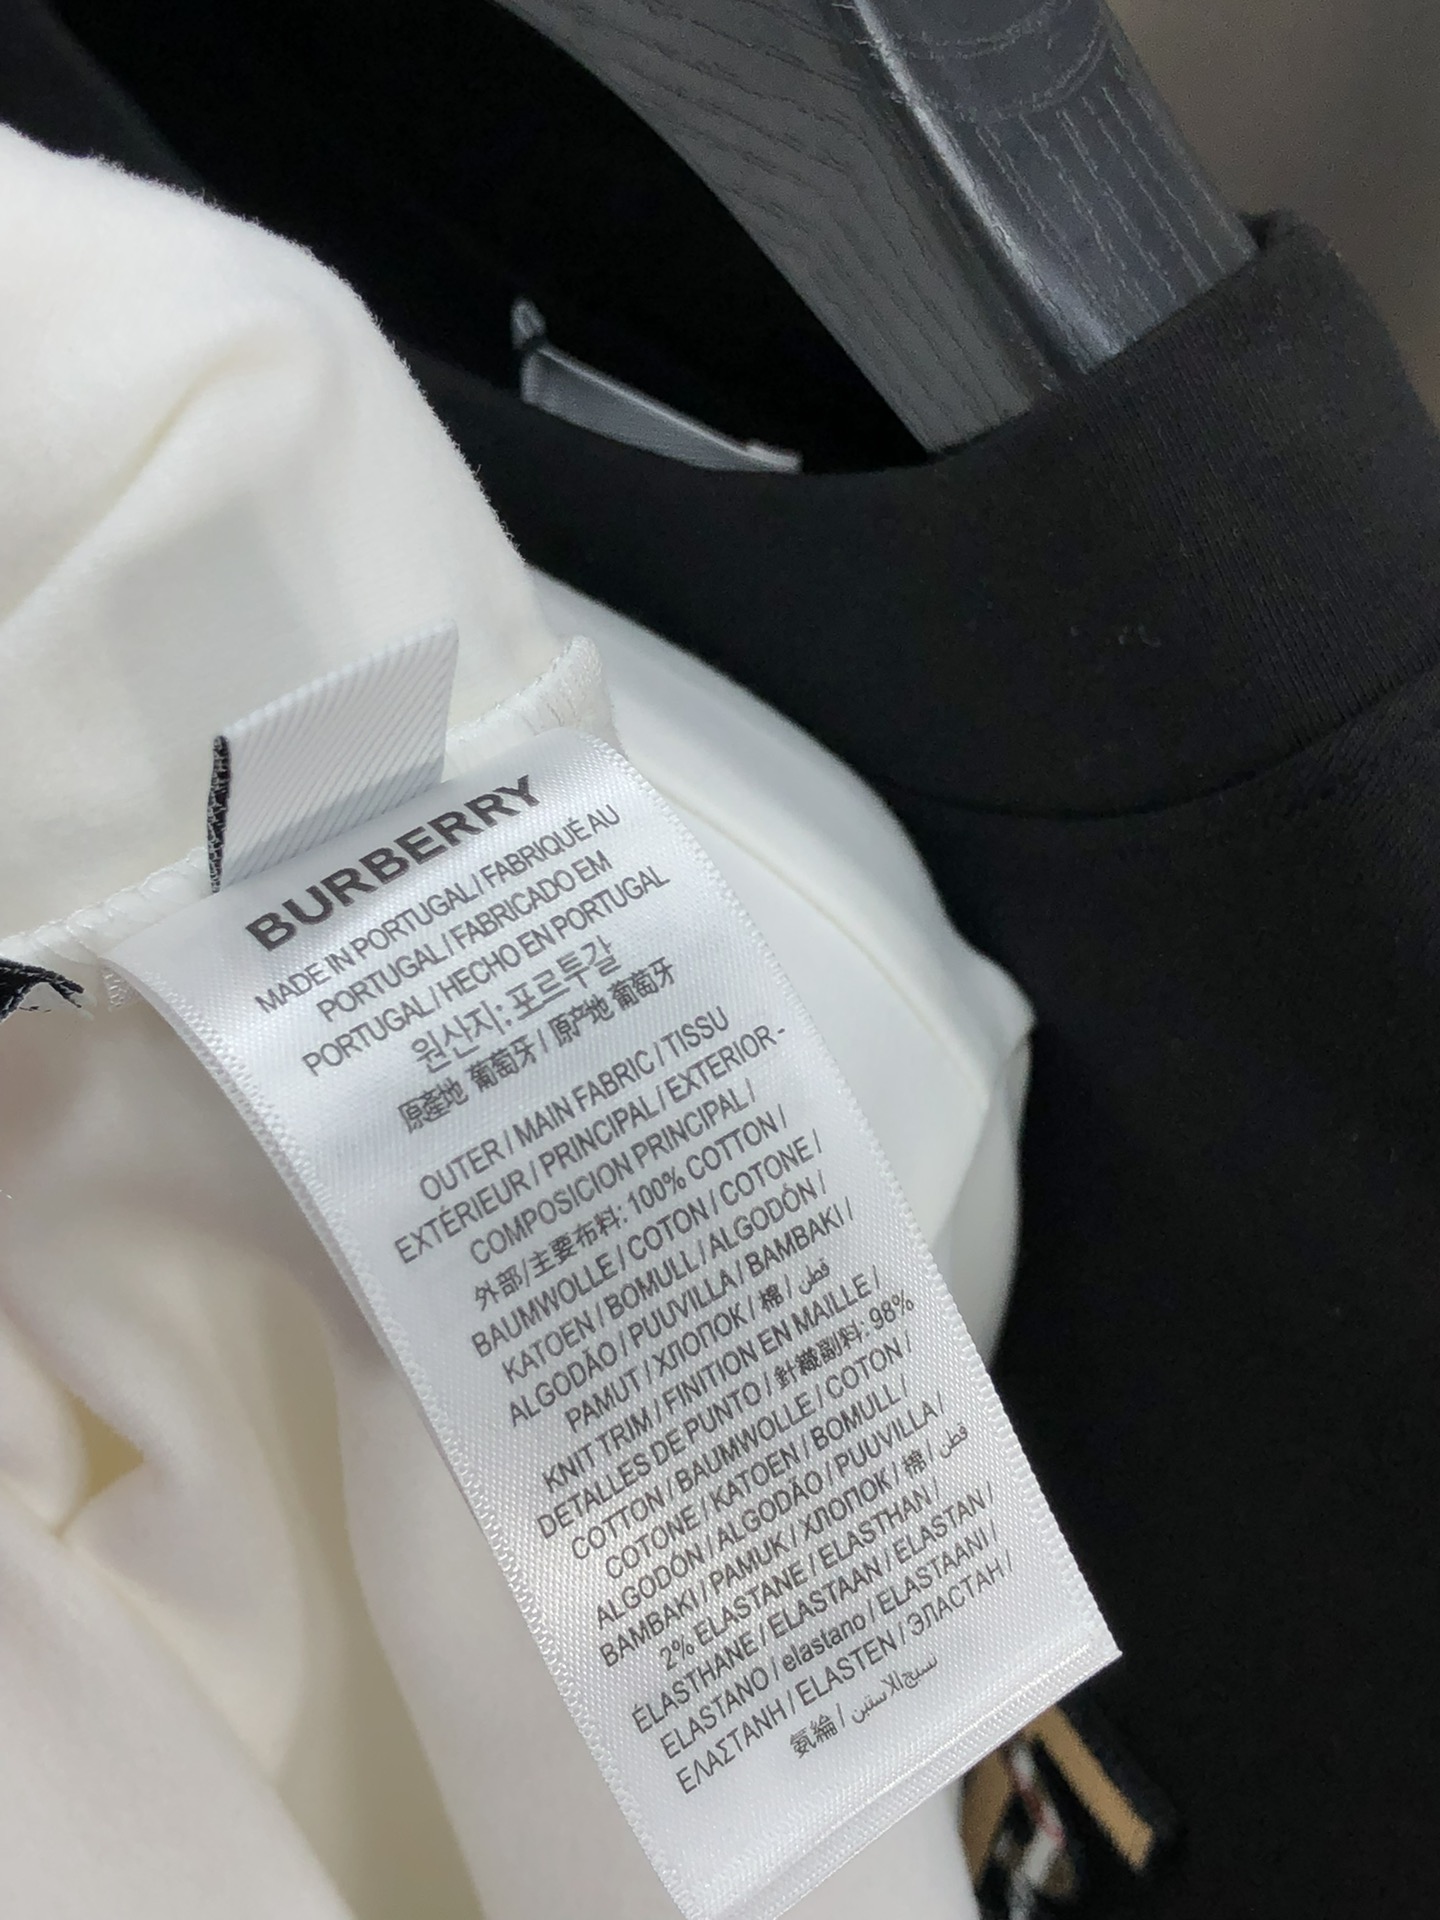 BURBERRY
MADE IN PORTUGAL / FABRIQUÉ AU
PORTUGAL / FABRICADO EM
PORTUGAL / HECHO EN PORTUGAL
원산지: 포르투갈
原產地 葡萄牙 / 原产地 葡萄牙
OUTER / MAIN FABRIC / TISSU
EXTÉRIEUR / PRINCIPAL / EXTERIOR -
COMPOSICION PRINCIPAL /
外部/主要布料: 100% COTTON /
BAUMWOLLE / COTON / COTONE /
KATOEN / BOMULL / ALGODÓN /
ALGODÃO / PUUVILLA / BAMBAKI /
PAMUT / ХЛОПОК / 棉 / قطن
KNIT TRIM / FINITION EN MAILLE /
DETALLES DE PUNTO / 針織副料: 98%
COTTON / BAUMWOLLE / COTON /
COTONE / KATOEN / BOMULL /
ALGODÓN / ALGODÃO / PUUVILLA /
BAMBAKI / PAMUK / ХЛОПОК / 棉 / قطن
2% ELASTANE / ELASTHAN /
ÉLASTHANE / ELASTAAN / ELASTAN /
ELASTANO / elastano / ELASTAANI /
ΕΛΑΣΤΑΝΗ / ELASTEN / ЭЛАСТАН /
氨綸 /